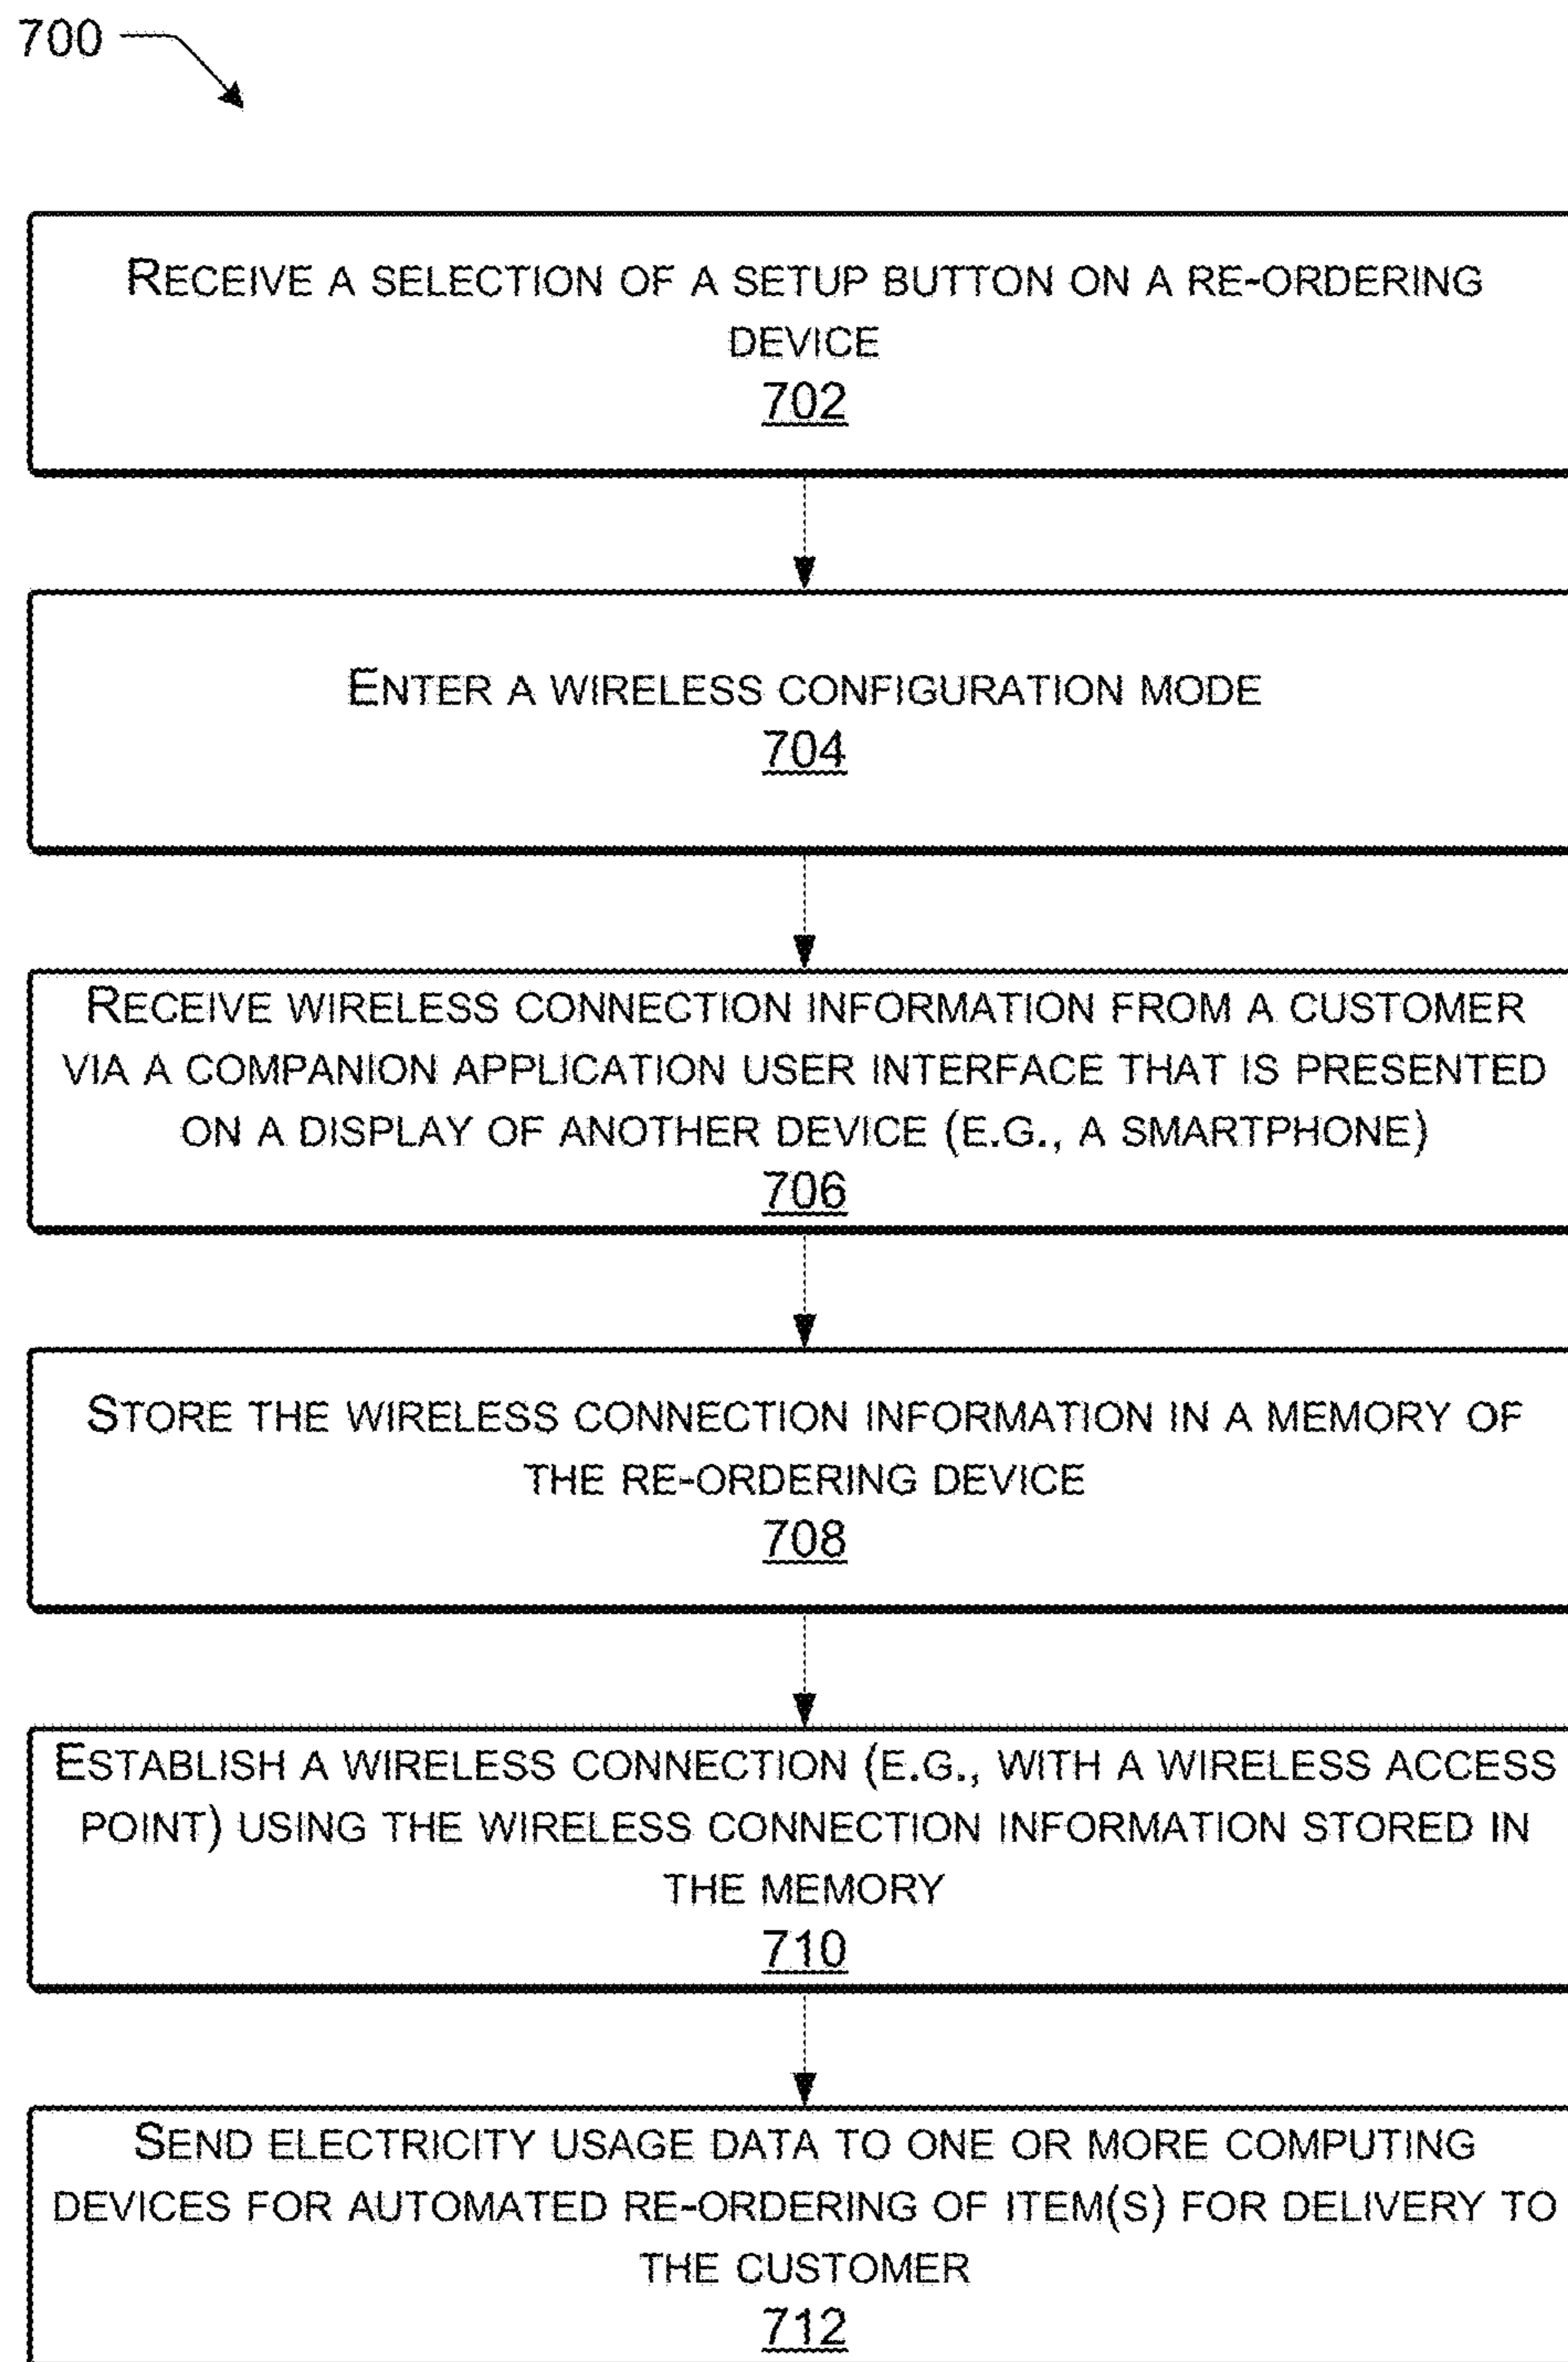 700
RECEIVE A SELECTION OF A SETUP BUTTON ON A RE-ORDERING
DEVICE
702
ENTER A WIRELESS CONFIGURATION MODE
704
RECEIVE WIRELESS CONNECTION INFORMATION FROM A CUSTOMER
VIA A COMPANION APPLICATION USER INTERFACE THAT IS PRESENTED
ON A DISPLAY OF ANOTHER DEVICE (E.G., A SMARTPHONE)
706
STORE THE WIRELESS CONNECTION INFORMATION IN A MEMORY OF
THE RE-ORDERING DEVICE
708
ESTABLISH A WIRELESS CONNECTION (E.G., WITH A WIRELESS ACCESS
POINT) USING THE WIRELESS CONNECTION INFORMATION STORED IN
THE MEMORY
710
SEND ELECTRICITY USAGE DATA TO ONE OR MORE COMPUTING
DEVICES FOR AUTOMATED RE-ORDERING OF ITEM(S) FOR DELIVERY TO
THE CUSTOMER
712